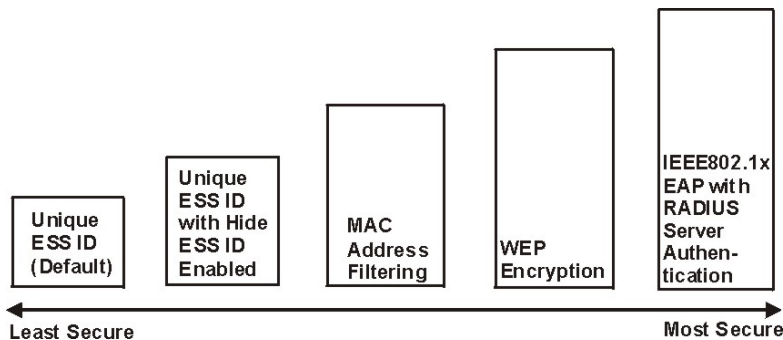 Unique
ESS ID
(Default)
Unique
ESS ID
with Hide
ESS ID
Enabled
MAC
Address
Filtering
WEP
Encryption
IEEE802.1x
EAP with
RADIUS
Server
Authen-
tication
Least Secure
Most Secure